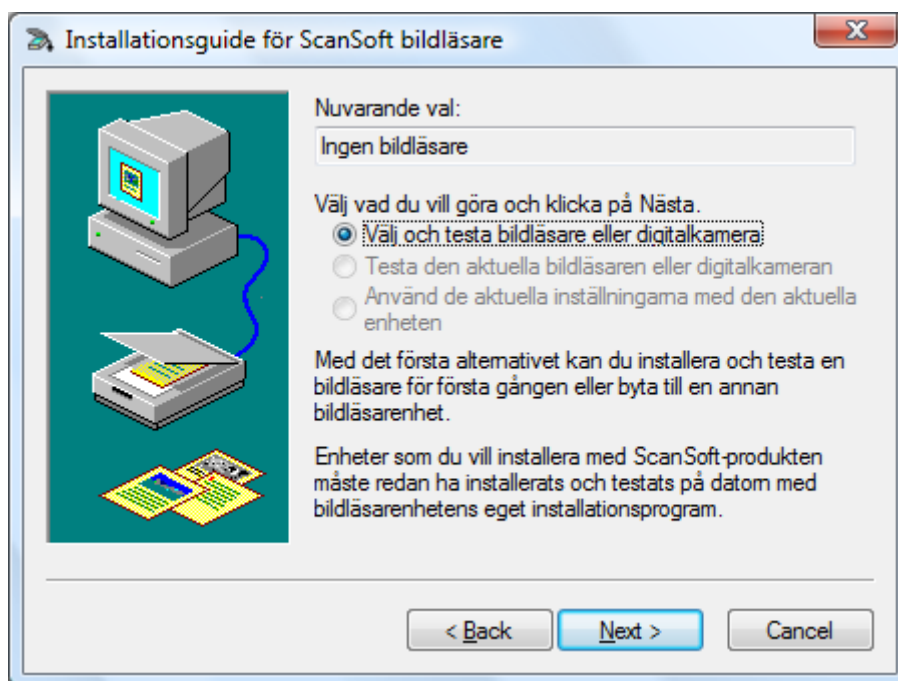 Installationsguide för ScanSoft bildläsare
Nuvarande val:
Ingen bildläsare
Välj vad du vill göra och klicka på Nästa.
Välj och testa bildläsare eller digitalkamera
Testa den aktuella bildläsaren eller digitalkameran
Använd de aktuella inställningarna med den aktuella
enheten
Med det första alternativet kan du installera och testa en
bildläsare för första gången eller byta till en annan
bildläsarenhet.
Enheter som du vill installera med ScanSoft-produkten
måste redan ha installerats och testats på datorn med
bildläsarenhetens eget installationsprogram.
< Back
Next >
Cancel